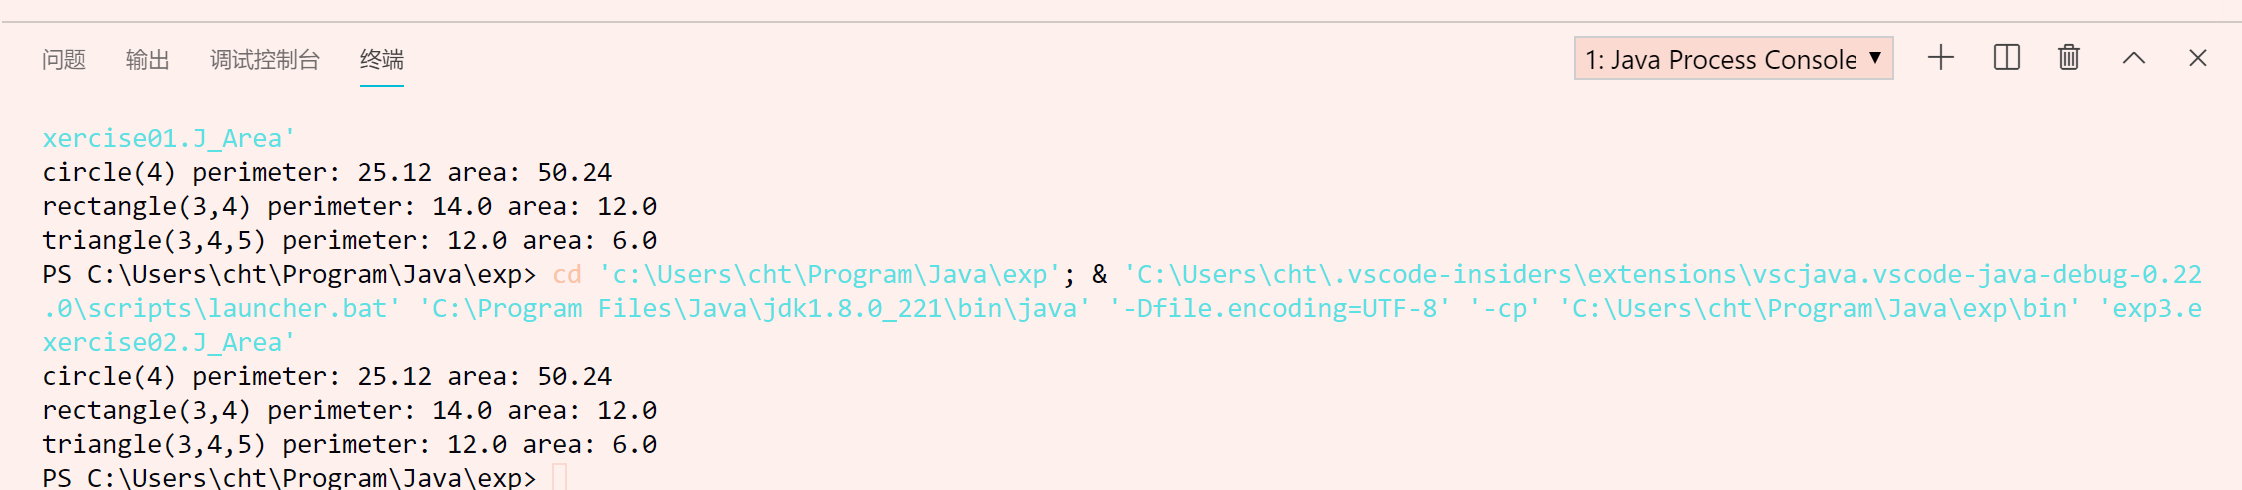 问题 输出 调试控制台 终端 1: Java Process Console
xercise01.J_Area'
circle(4) perimeter: 25.12 area: 50.24
rectangle(3,4) perimeter: 14.0 area: 12.0
triangle(3,4,5) perimeter: 12.0 area: 6.0
PS C:\Users\cht\Program\Java\exp> cd 'c:\Users\cht\Program\Java\exp'; & 'C:\Users\cht\.vscode-insiders\extensions\vscjava.vscode-java-debug-0.22
.0\scripts\launcher.bat' 'C:\Program Files\Java\jdk1.8.0_221\bin\java' '-Dfile.encoding=UTF-8' '-cp' 'C:\Users\cht\Program\Java\exp\bin' 'exp3.e
xercise02.J_Area'
circle(4) perimeter: 25.12 area: 50.24
rectangle(3,4) perimeter: 14.0 area: 12.0
triangle(3,4,5) perimeter: 12.0 area: 6.0
PS C:\Users\cht\Program\Java\exp>